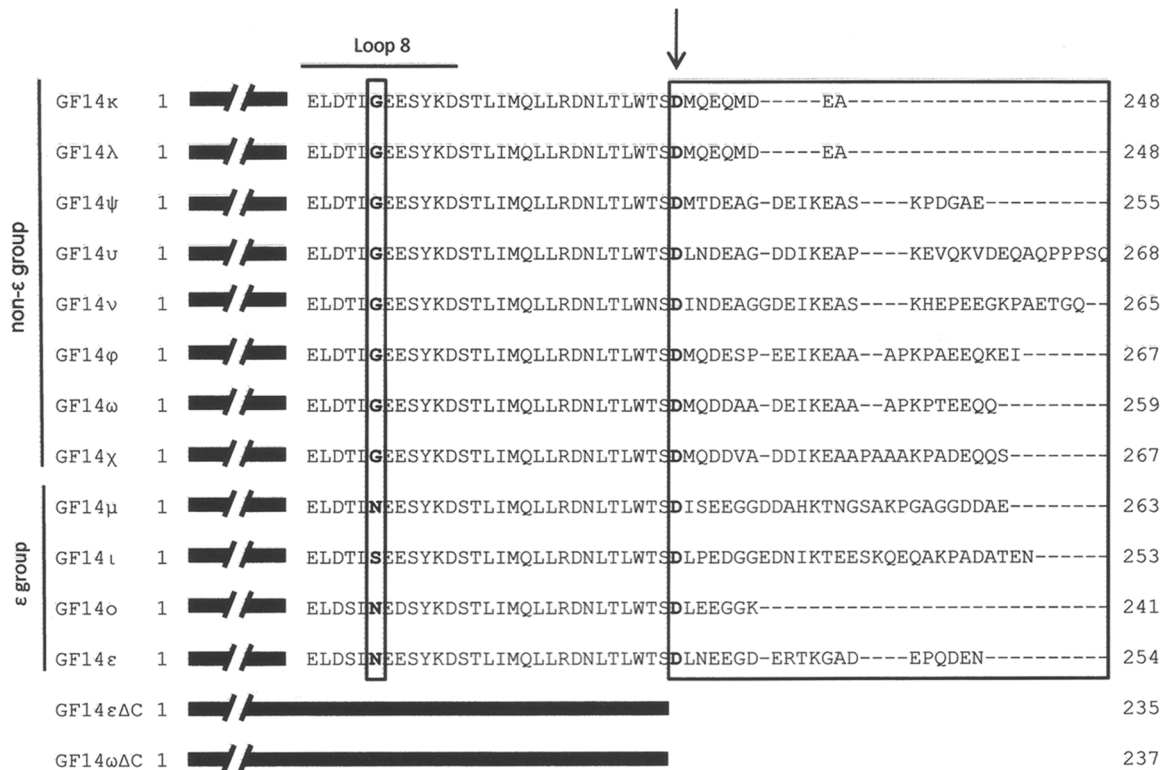 Loop 8
non-ε group
GF14κ 1 ELDTIGEESYKDSTLIMQLLRDNLTLWTSDMQEQMD-----EA--------------------- 248
GF14λ 1 ELDTIGEESYKDSTLIMQLLRDNLTLWTSDMQEQMD-----EA--------------------- 248
GF14ψ 1 ELDTIGEESYKDSTLIMQLLRDNLTLWTSDMTDEAG-DEIKEAS----KPDGAE---------- 255
GF14υ 1 ELDTIGEESYKDSTLIMQLLRDNLTLWTSDLNDEAG-DDIKEAP----KEVQKVDEQAQPPPSQ 268
GF14ν 1 ELDTIGEESYKDSTLIMQLLRDNLTLWNSDINDEAGGDEIKEAS----KHEPEEGKPAETGQ-- 265
GF14φ 1 ELDTIGEESYKDSTLIMQLLRDNLTLWTSDMQDESP-EEIKEAA--APKPAEEQKEI------- 267
GF14ω 1 ELDTIGEESYKDSTLIMQLLRDNLTLWTSDMQDDAA-DEIKEAA--APKPTEEQQ--------- 259
GF14χ 1 ELDTIGEESYKDSTLIMQLLRDNLTLWTSDMQDDVA-DDIKEAAPAAAKPADEQQS-------- 267
ε group
GF14μ 1 ELDTINEESYKDSTLIMQLLRDNLTLWTSDISEEGGDDAHKTNGSAKPGAGGDDAE-------- 263
GF14ι 1 ELDTISEESYKDSTLIMQLLRDNLTLWTSDLPEDGGEDNIKTEESKQEQAKPADATEN------ 253
GF14ο 1 ELDSINEDSYKDSTLIMQLLRDNLTLWTSDLEEGGK---------------------------- 241
GF14ε 1 ELDSINEESYKDSTLIMQLLRDNLTLWTSDLNEEGD-ERTKGAD----EPQDEN---------- 254
GF14εΔC 1 235
GF14ωΔC 1 237